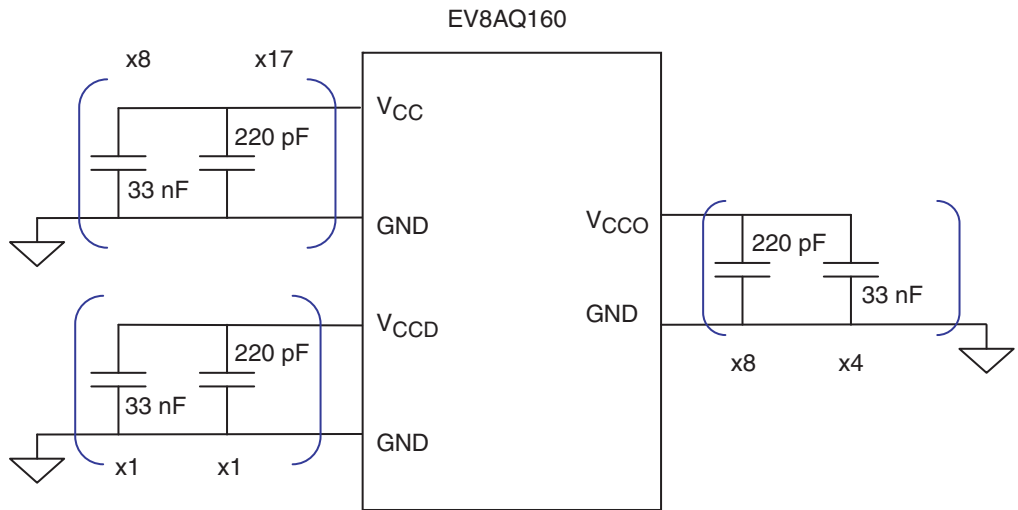 EV8AQ160
x8 x17
VCC
220 pF
33 nF
GND
VCCO
220 pF
33 nF
GND
x8 x4
VCCD
220 pF
33 nF
GND
x1 x1